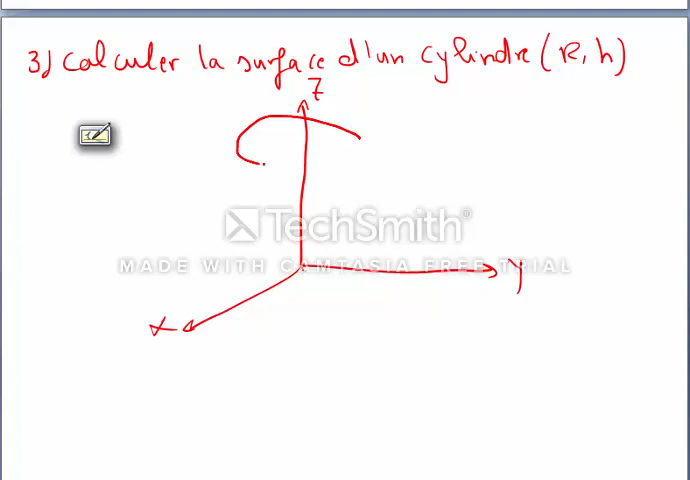 3) Calculer la surface d'un cylindre (R, h)
Z
TechSmith®
MADE WITH CAMTASIA FREE TRIAL
Y
X